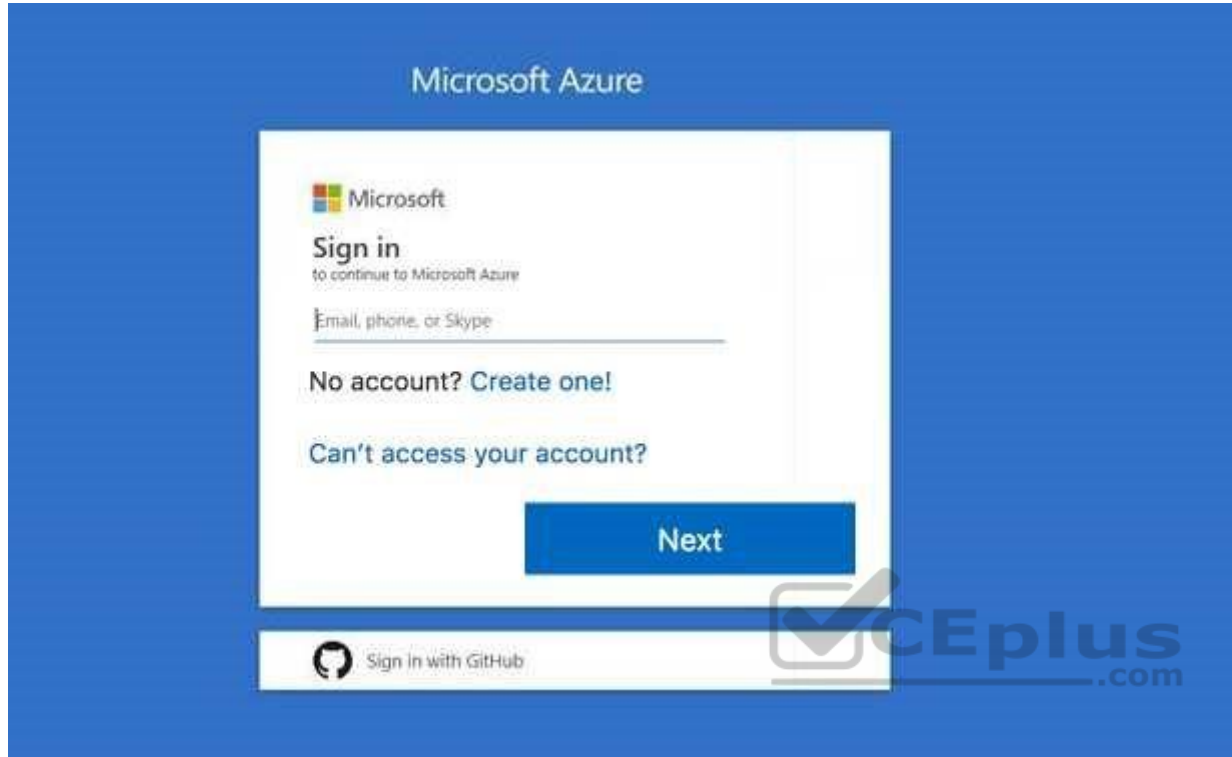 Microsoft Azure
Microsoft
Sign in
to continue to Microsoft Azure
Email, phone, or Skype
No account? Create one!
Can't access your account?
Next
Sign in with GitHub
CEplus
.com